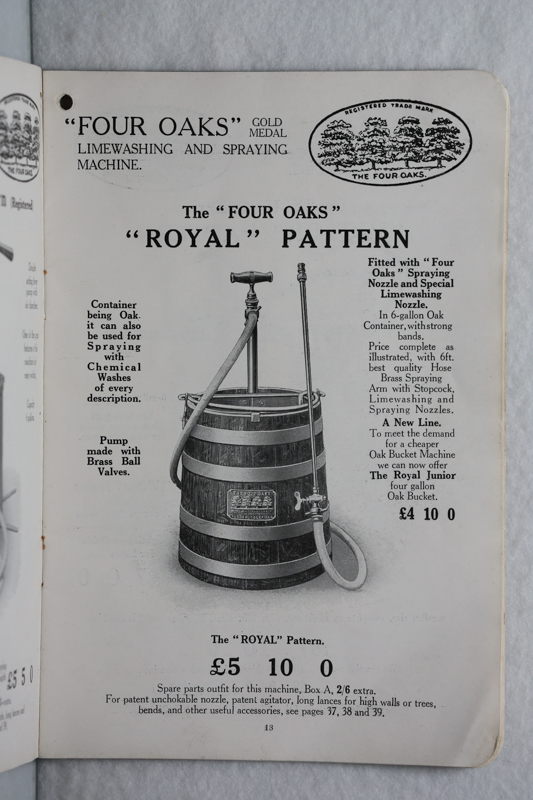 "FOUR OAKS" GOLD MEDAL
LIMEWASHING AND SPRAYING
MACHINE.
REGISTERED TRADE MARK
THE FOUR OAKS.
The "FOUR OAKS"
"ROYAL" PATTERN
Container
being Oak
it can also
be used for
Spraying
with
Chemical
Washes
of every
description.
Pump
made with
Brass Ball
Valves.
Fitted with "Four
Oaks" Spraying
Nozzle and Special
Limewashing
Nozzle.
In 6-gallon Oak
Container, with strong
bands.
Price complete as
illustrated, with 6ft.
best quality Hose
Brass Spraying
Arm with Stopcock,
Limewashing and
Spraying Nozzles.
A New Line.
To meet the demand
for a cheaper
Oak Bucket Machine
we can now offer
The Royal Junior
four gallon
Oak Bucket.
£4 10 0
The "ROYAL" Pattern.
£5 10 0
Spare parts outfit for this machine, Box A, 2/6 extra.
For patent unchokable nozzle, patent agitator, long lances for high walls or trees,
bends, and other useful accessories, see pages 37, 38 and 39.
43
£5 5 0